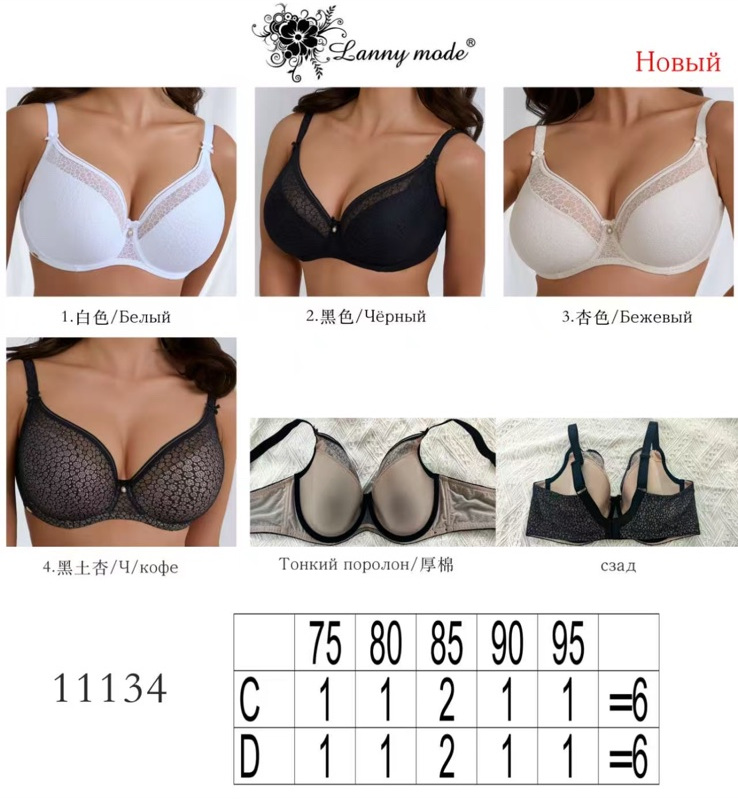 Lanny mode®
Новый
1.白色/Белый
2.黑色/Чёрный
3.杏色/Бежевый
4.黑土杏/Ч/кофе
Тонкий поролон/厚棉
сзад
11134
75 80 85 90 95
C 1 1 2 1 1 =6
D 1 1 2 1 1 =6